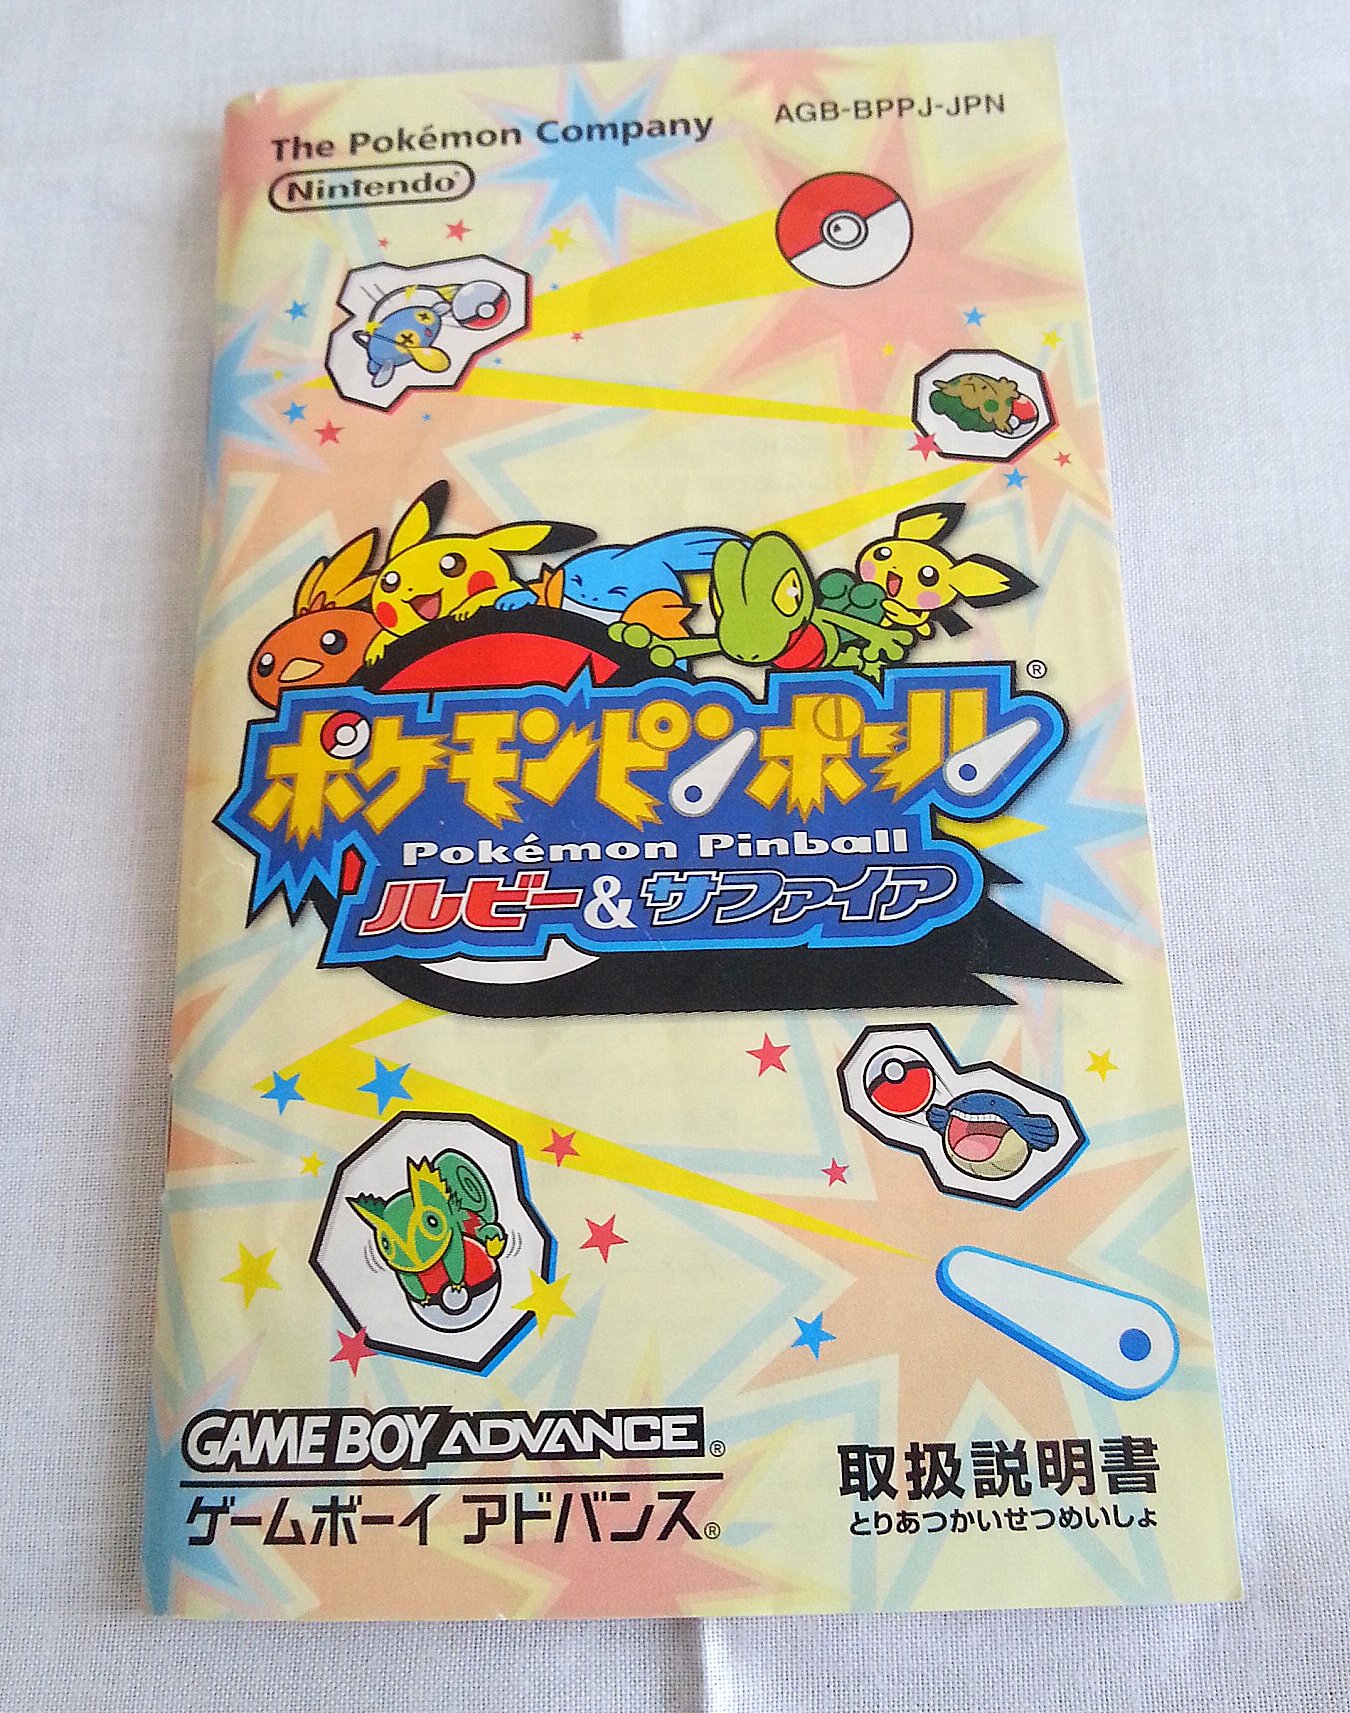 The Pokémon Company
AGB-BPPJ-JPN
Nintendo®
ポケモンピンボール®
Pokémon Pinball
ルビー&サファイア
GAME BOY ADVANCE®
ゲームボーイ アドバンス®
取扱説明書
とりあつかいせつめいしょ